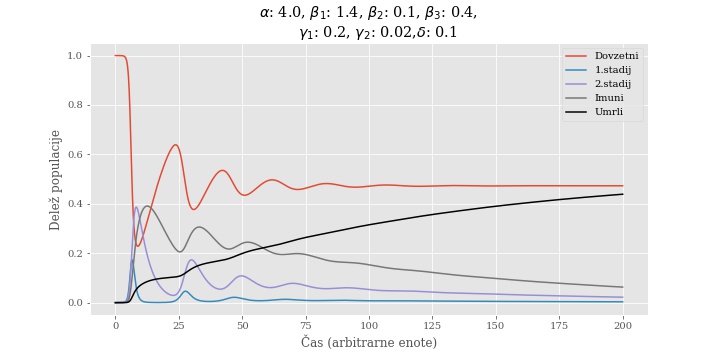 α: 4.0, β₁: 1.4, β₂: 0.1, β₃: 0.4,
γ₁: 0.2, γ₂: 0.02,δ: 0.1
Dovzetni
1.stadij
2.stadij
Imuni
Umrli
Delež populacije
1.0
0.8
0.6
0.4
0.2
0.0
0 25 50 75 100 125 150 175 200
Čas (arbitrarne enote)